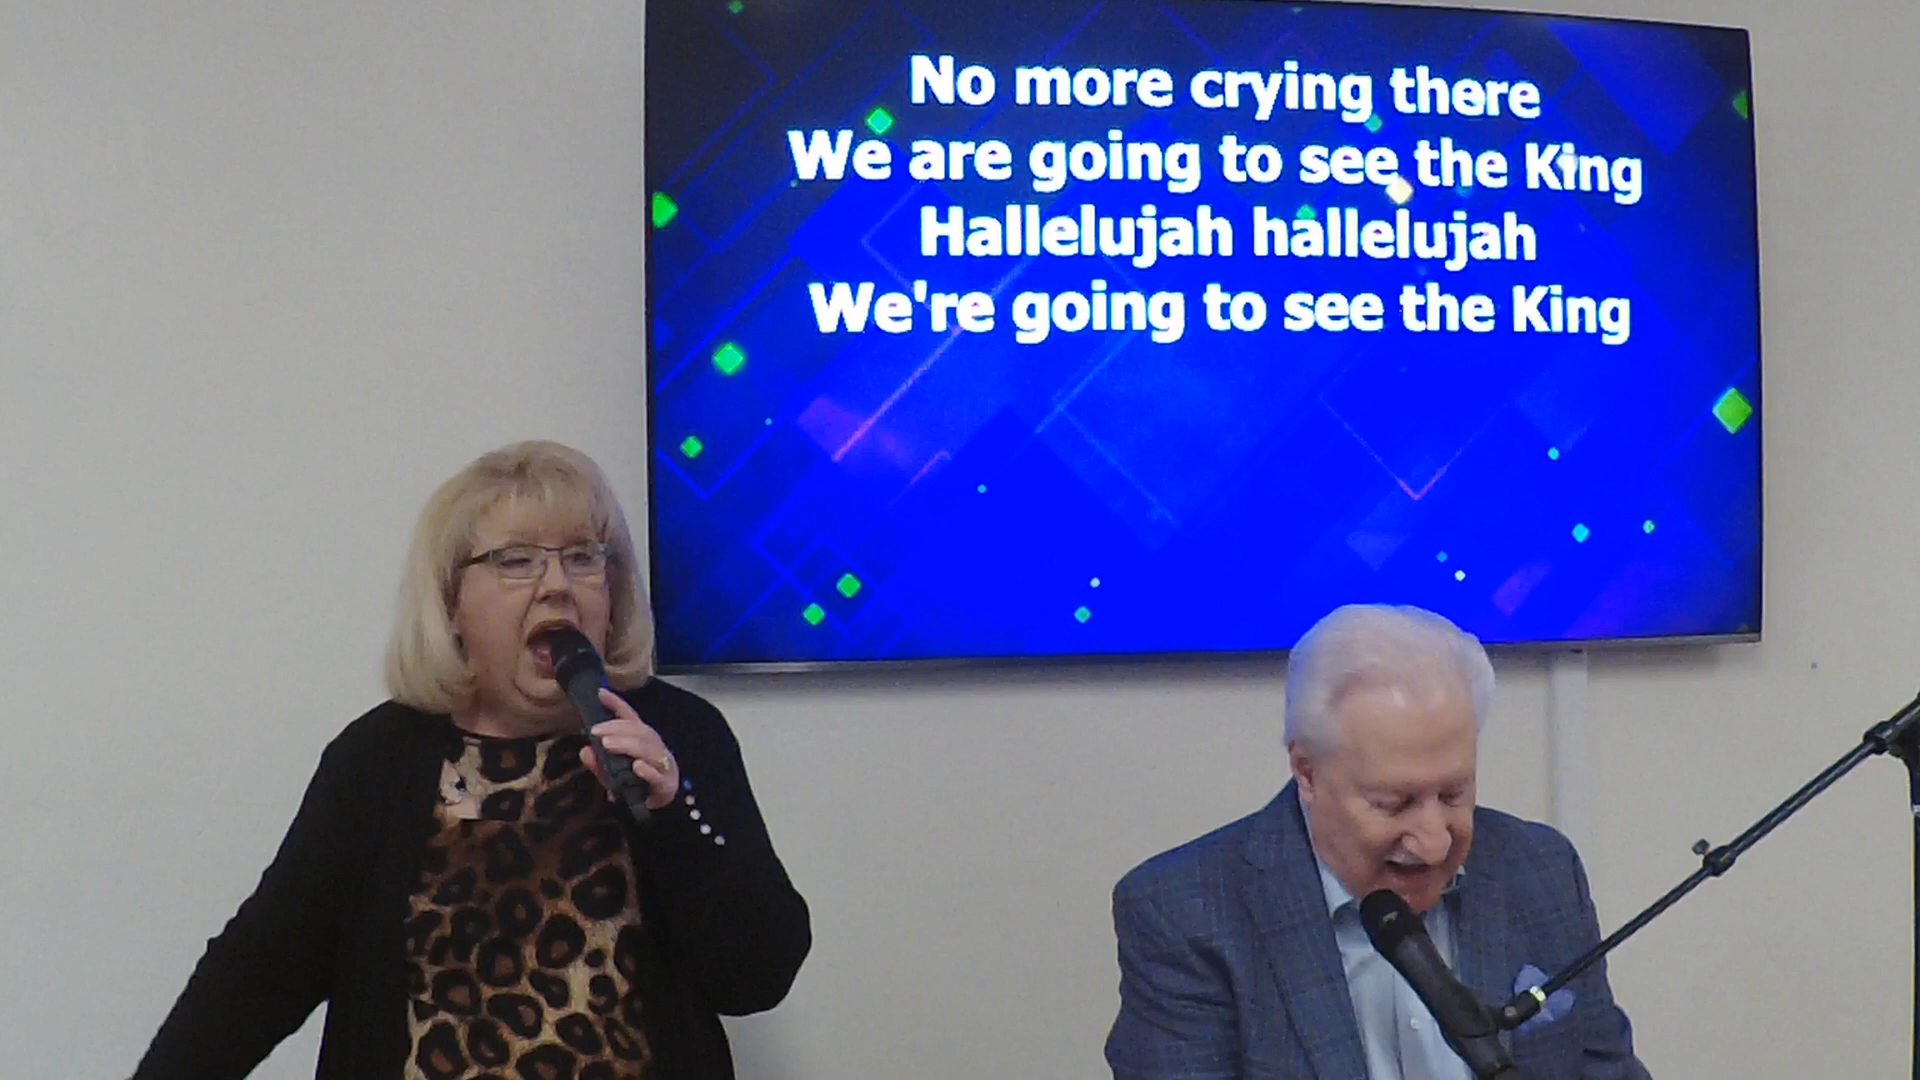 No more crying there
We are going to see the King
Hallelujah hallelujah
We're going to see the King